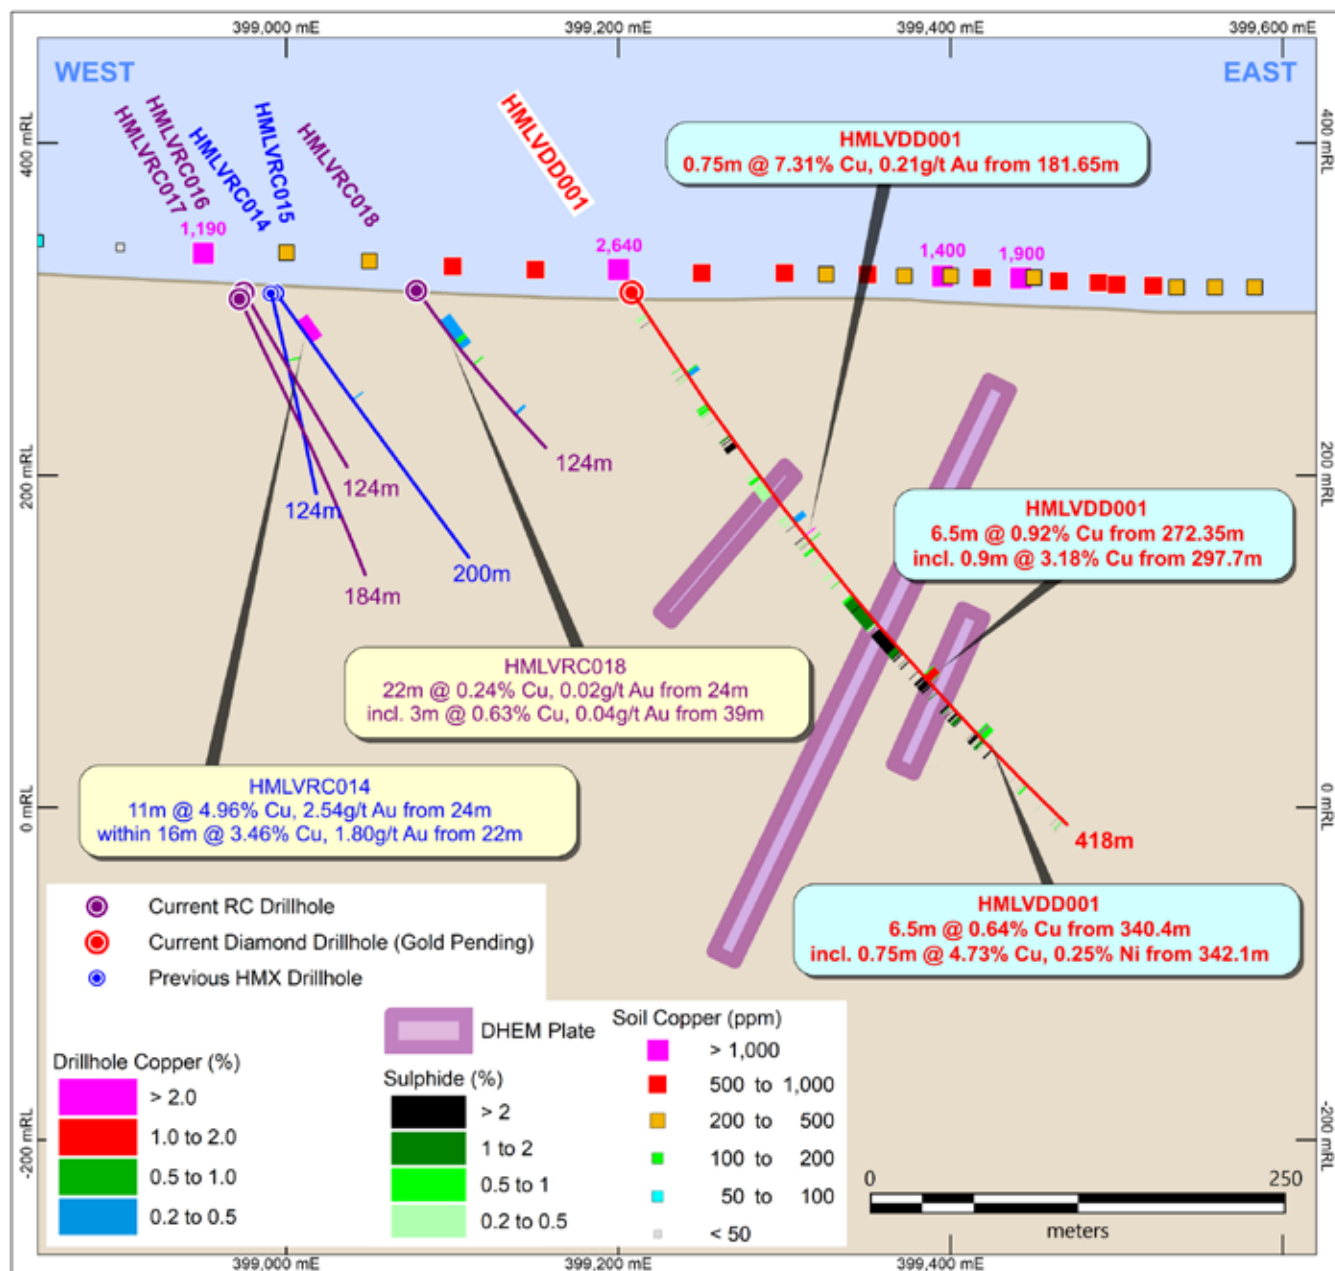 399,000 mE
399,200 mE
399,400 mE
399,600 mE
WEST
EAST
400 mRL
400 mRL
HMLVRC017
HMLVRC016
HMLVRC014
HMLVRC015
HMLVRC018
HMLVDD001
HMLVDD001
0.75m @ 7.31% Cu, 0.21g/t Au from 181.65m
1,190
2,640
1,400
1,900
200 mRL
200 mRL
124m
124m
124m
200m
184m
HMLVDD001
6.5m @ 0.92% Cu from 272.35m
incl. 0.9m @ 3.18% Cu from 297.7m
HMLVRC018
22m @ 0.24% Cu, 0.02g/t Au from 24m
incl. 3m @ 0.63% Cu, 0.04g/t Au from 39m
HMLVRC014
11m @ 4.96% Cu, 2.54g/t Au from 24m
within 16m @ 3.46% Cu, 1.80g/t Au from 22m
0 mRL
0 mRL
418m
HMLVDD001
6.5m @ 0.64% Cu from 340.4m
incl. 0.75m @ 4.73% Cu, 0.25% Ni from 342.1m
Current RC Drillhole
Current Diamond Drillhole (Gold Pending)
Previous HMX Drillhole
Drillhole Copper (%)
> 2.0
1.0 to 2.0
0.5 to 1.0
0.2 to 0.5
DHEM Plate
Sulphide (%)
> 2
1 to 2
0.5 to 1
0.2 to 0.5
Soil Copper (ppm)
> 1,000
500 to 1,000
200 to 500
100 to 200
50 to 100
< 50
-200 mRL
-200 mRL
0 250
meters
399,000 mE
399,200 mE
399,400 mE